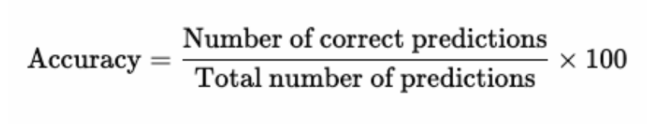 Accuracy = Number of correct predictions / Total number of predictions × 100